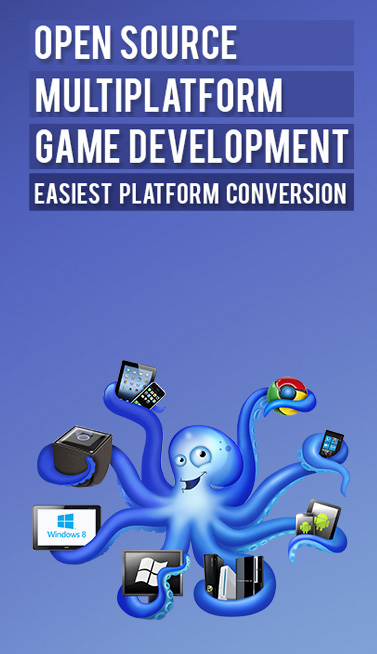 OPEN SOURCE
MULTIPLATFORM
GAME DEVELOPMENT
EASIEST PLATFORM CONVERSION
Windows 8